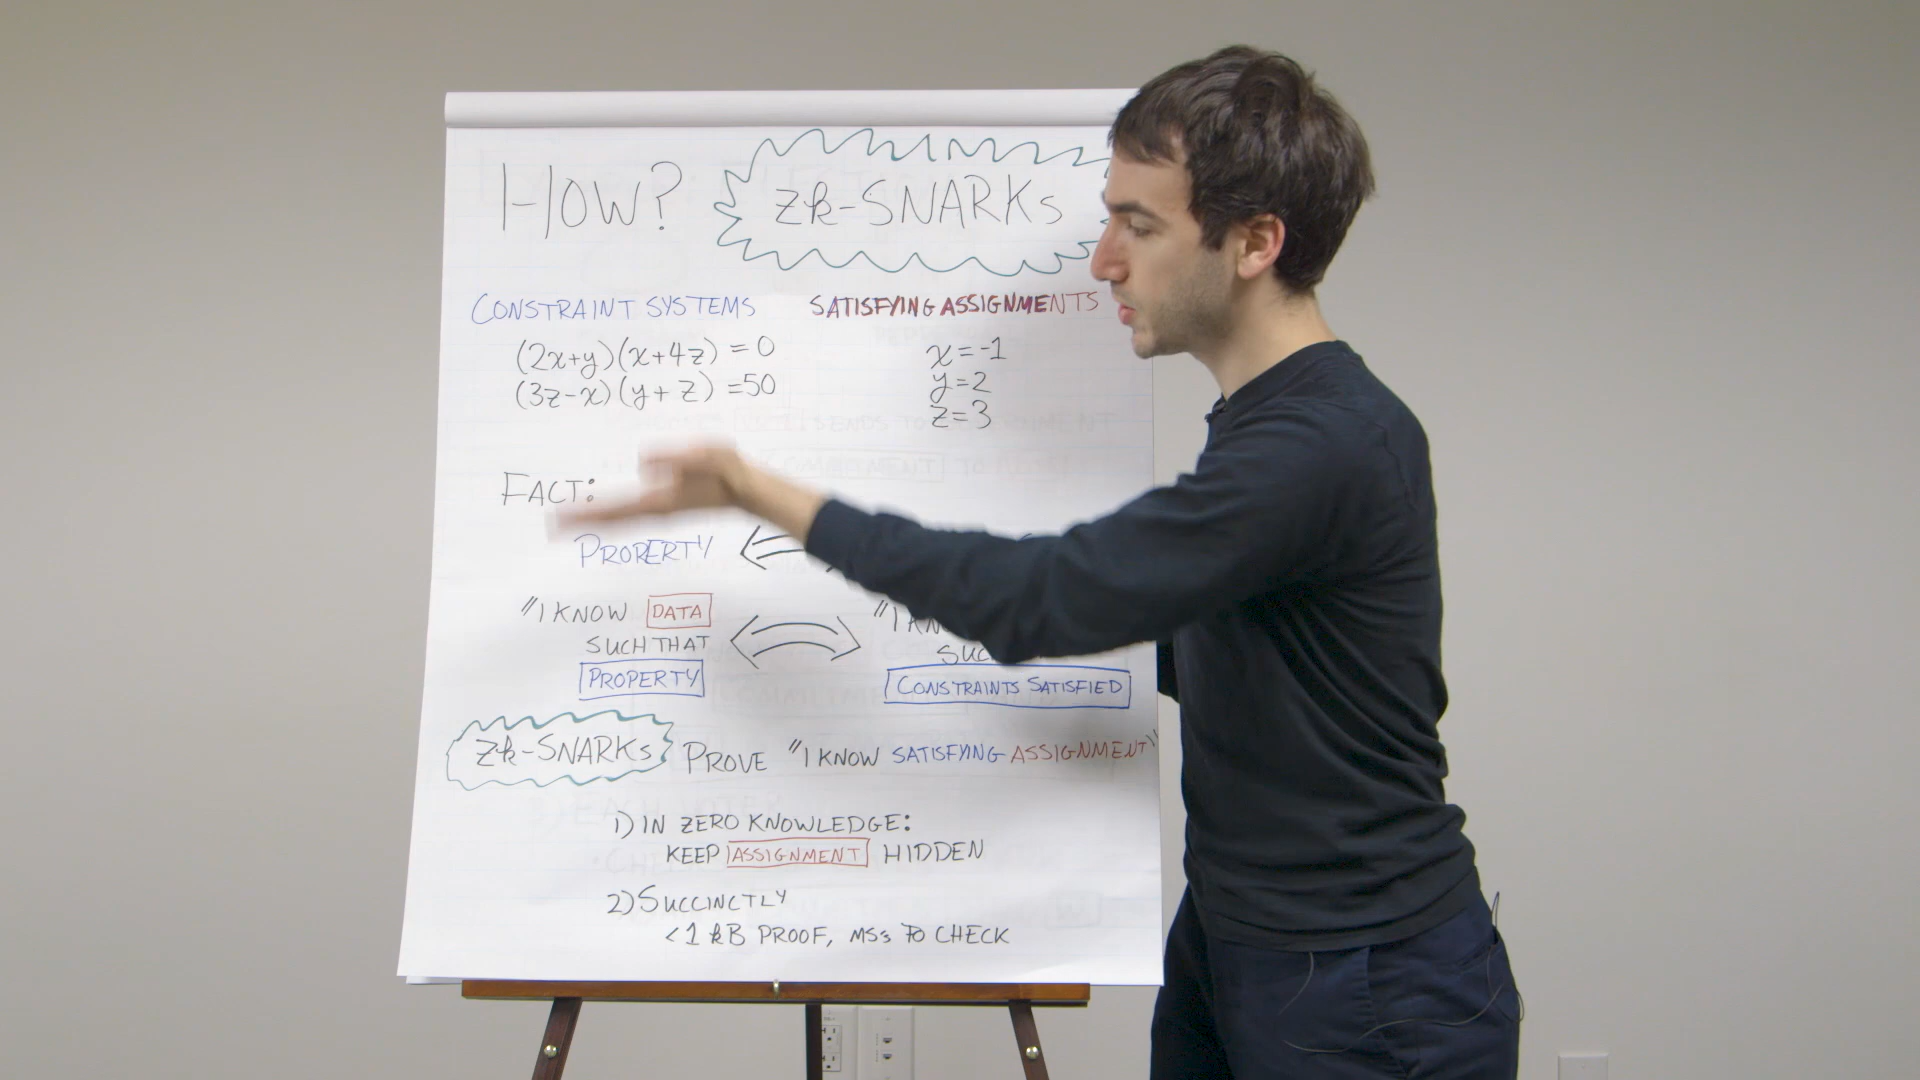 HOW? zk-SNARKs
CONSTRAINT SYSTEMS
(2x+y)(x+4z) = 0
(3z-x)(y+z) =50
SATISFYING ASSIGNMENTS
x=-1
y=2
z=3
FACT:
PROPERTY
"I KNOW DATA
SUCH THAT
PROPERTY
"I
CONSTRAINTS SATISFIED
zk-SNARKs PROVE "I KNOW SATISFYING ASSIGNMENT"
1) IN ZERO KNOWLEDGE:
KEEP ASSIGNMENT HIDDEN
2) SUCCINCTLY
<1 kB PROOF, MSs TO CHECK